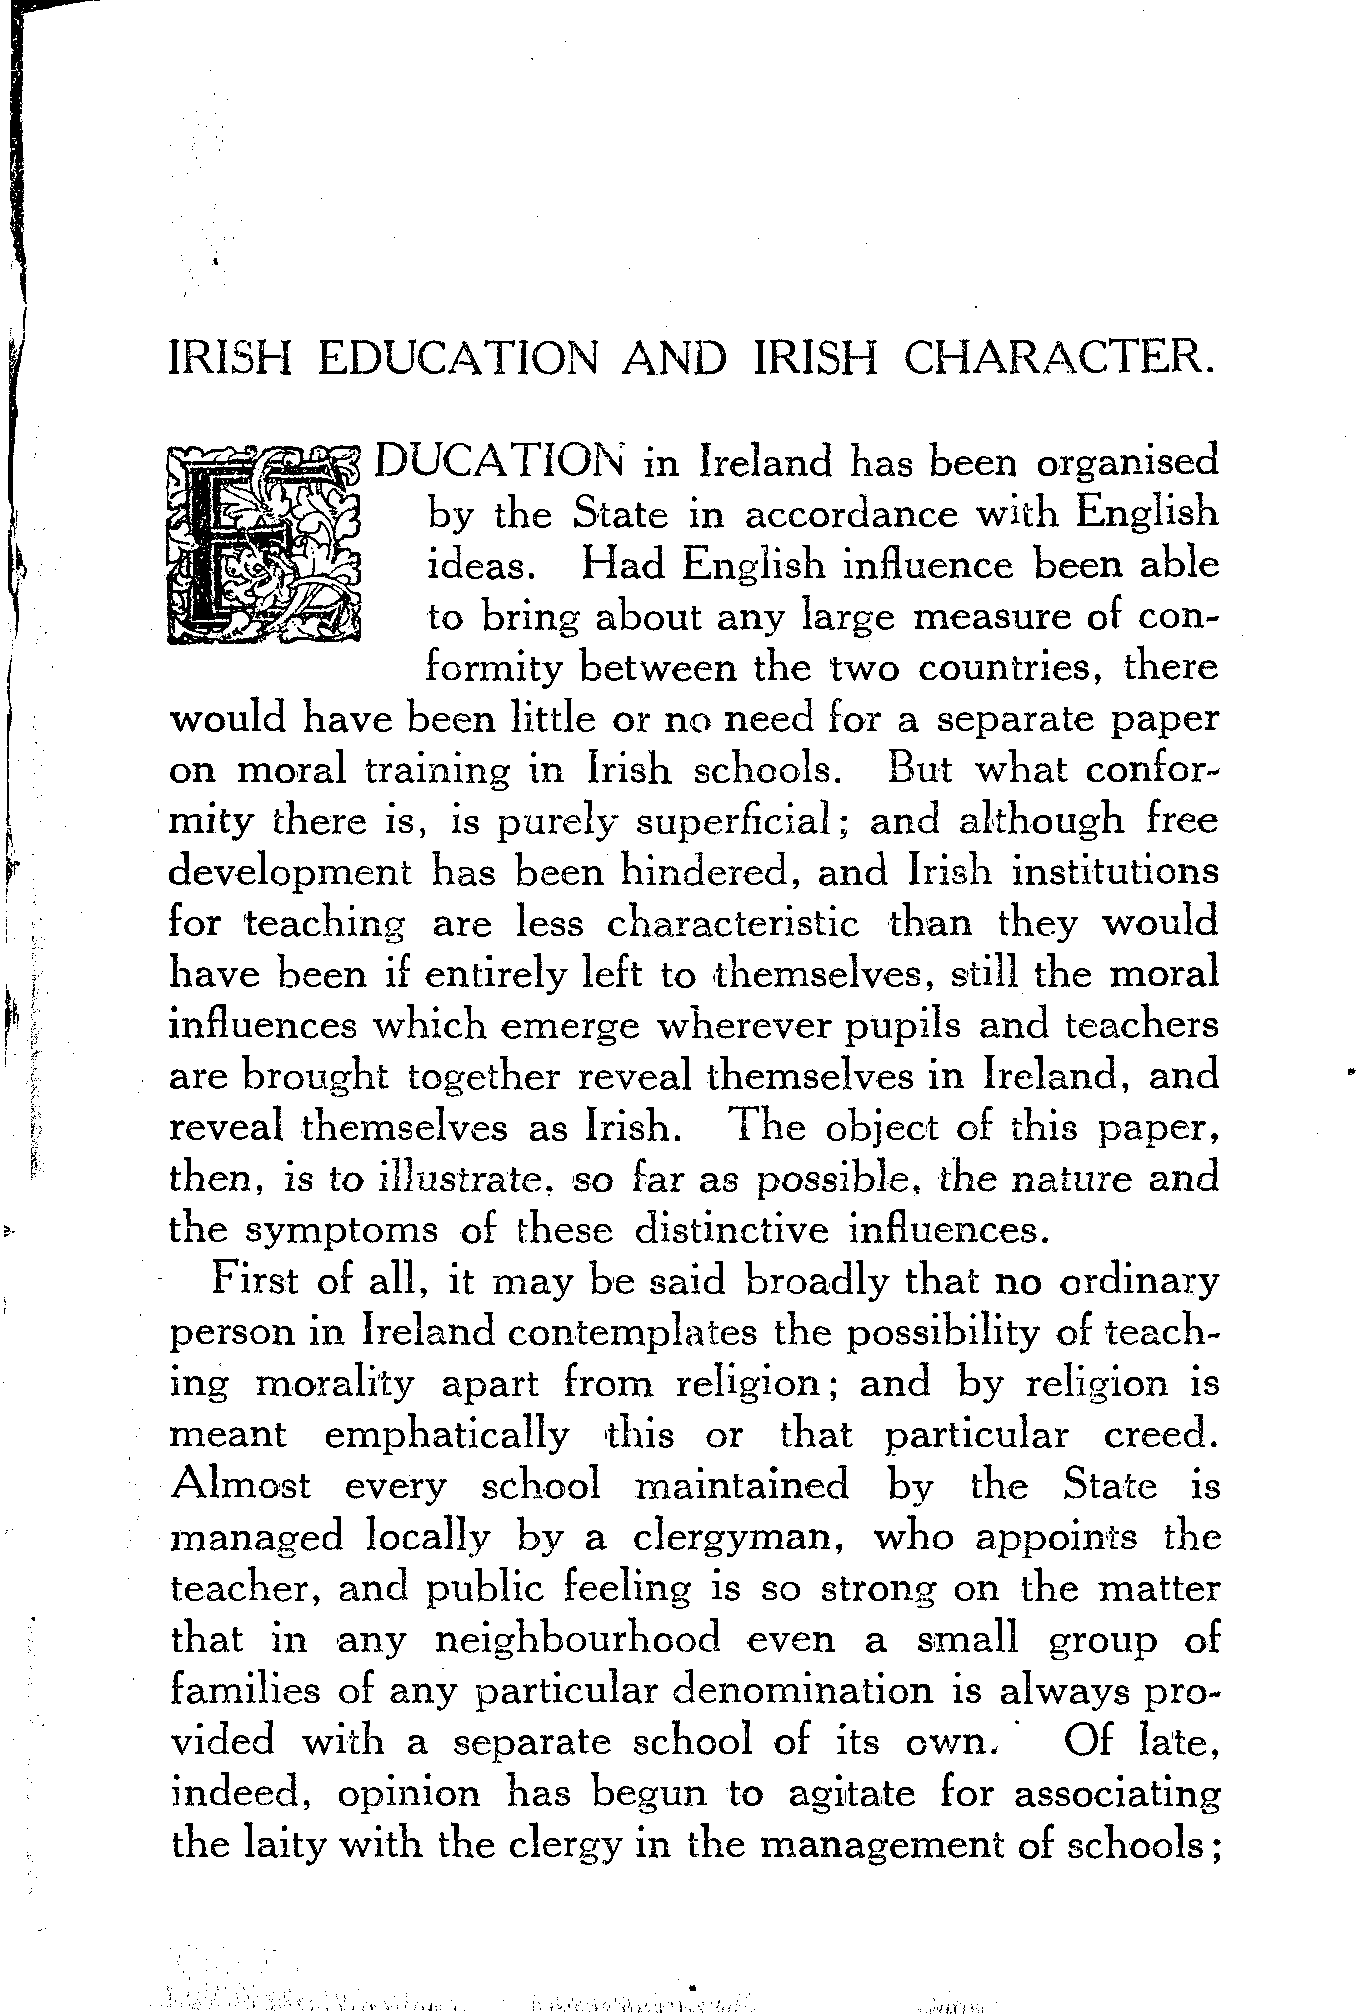 IRISH EDUCATION AND IRISH CHARACTER.
EDUCATION in Ireland has been organised
by the State in accordance with English
ideas. Had English influence been able
to bring about any large measure of con-
formity between the two countries, there
would have been little or no need for a separate paper
on moral training in Irish schools. But what confor-
mity there is, is purely superficial; and although free
development has been hindered, and Irish institutions
for teaching are less characteristic than they would
have been if entirely left to themselves, still the moral
influences which emerge wherever pupils and teachers
are brought together reveal themselves in Ireland, and
reveal themselves as Irish. The object of this paper,
then, is to illustrate, so far as possible, the nature and
the symptoms of these distinctive influences.
First of all, it may be said broadly that no ordinary
person in Ireland contemplates the possibility of teach-
ing morality apart from religion; and by religion is
meant emphatically this or that particular creed.
Almost every school maintained by the State is
managed locally by a clergyman, who appoints the
teacher, and public feeling is so strong on the matter
that in any neighbourhood even a small group of
families of any particular denomination is always pro-
vided with a separate school of its own. Of late,
indeed, opinion has begun to agitate for associating
the laity with the clergy in the management of schools;